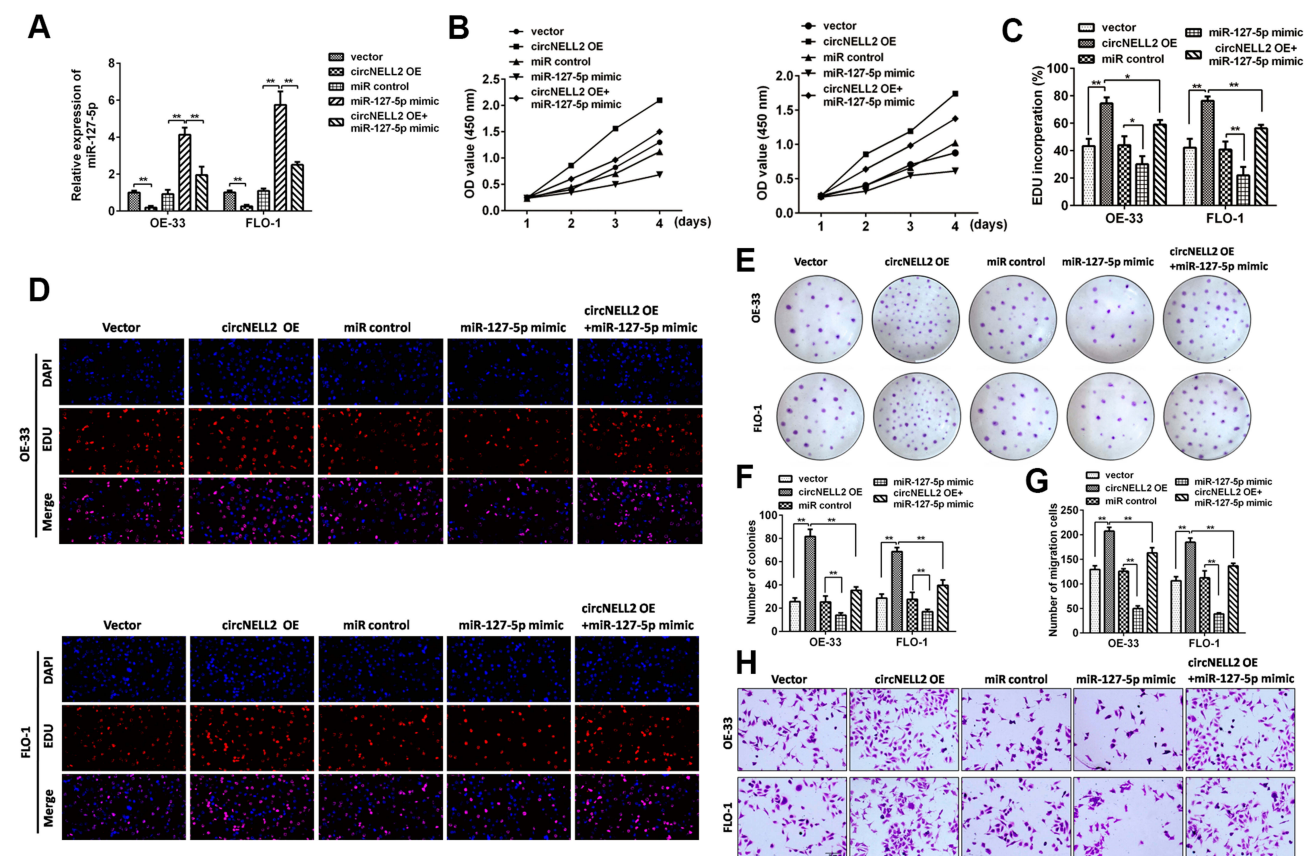 A
Relative expression of
miR-127-5p
8
6
4
2
0
OE-33
FLO-1
**
**
**
**
**
**
vector
circNELL2 OE
miR control
miR-127-5p mimic
circNELL2 OE+
miR-127-5p mimic
B
vector
circNELL2 OE
miR control
miR-127-5p mimic
circNELL2 OE+
miR-127-5p mimic
OD value (450 nm)
2.5
2.0
1.5
1.0
0.5
0.0
1
2
3
4
(days)
vector
circNELL2 OE
miR control
miR-127-5p mimic
circNELL2 OE+
miR-127-5p mimic
OD value (450 nm)
2.0
1.5
1.0
0.5
0.0
1
2
3
4
(days)
C
vector
circNELL2 OE
miR control
miR-127-5p mimic
circNELL2 OE+
miR-127-5p mimic
EDU incorperation (%)
100
80
60
40
20
0
**
*
*
**
**
**
OE-33
FLO-1
D
Vector
circNELL2 OE
miR control
miR-127-5p mimic
circNELL2 OE
+miR-127-5p mimic
OE-33
DAPI
EDU
Merge
Vector
circNELL2 OE
miR control
miR-127-5p mimic
circNELL2 OE
+miR-127-5p mimic
FLO-1
DAPI
EDU
Merge
E
Vector
circNELL2 OE
miR control
miR-127-5p mimic
circNELL2 OE
+miR-127-5p mimic
OE-33
FLO-1
F
vector
circNELL2 OE
miR control
miR-127-5p mimic
circNELL2 OE+
miR-127-5p mimic
Number of colonies
100
80
60
40
20
0
**
**
**
**
**
**
OE-33
FLO-1
G
vector
circNELL2 OE
miR control
miR-127-5p mimic
circNELL2 OE+
miR-127-5p mimic
Number of migration cells
250
200
150
100
50
0
**
**
**
**
**
**
OE-33
FLO-1
H
Vector
circNELL2 OE
miR control
miR-127-5p mimic
circNELL2 OE
+miR-127-5p mimic
OE-33
FLO-1